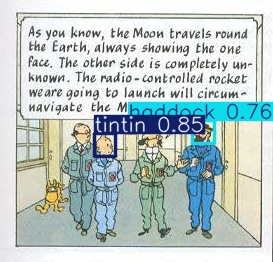 As you know, the Moon travels round
the Earth, always showing the one
face. The other side is completely un-
known. The radio-controlled rocket
weare going to launch will circum-
navigate the M
haddock 0.76
tintin 0.85